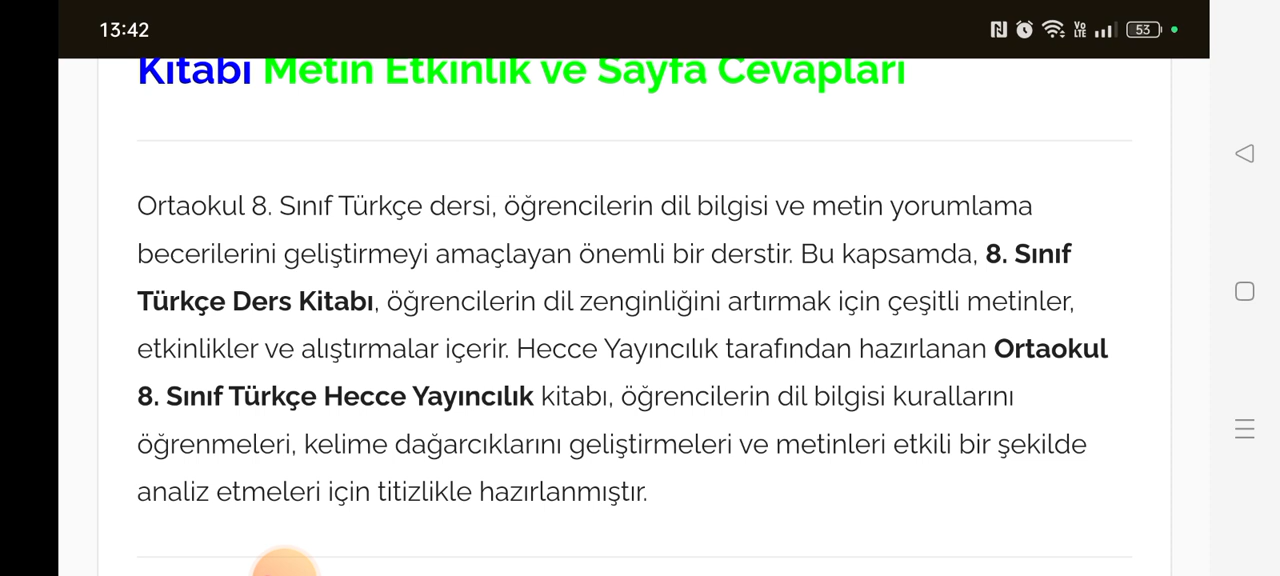 13:42
53
Kitabı Metin Etkinlik ve Sayfa Cevapları
Ortaokul 8. Sınıf Türkçe dersi, öğrencilerin dil bilgisi ve metin yorumlama
becerilerini geliştirmeyi amaçlayan önemli bir derstir. Bu kapsamda, 8. Sınıf
Türkçe Ders Kitabı, öğrencilerin dil zenginliğini artırmak için çeşitli metinler,
etkinlikler ve alıştırmalar içerir. Hecce Yayıncılık tarafından hazırlanan Ortaokul
8. Sınıf Türkçe Hecce Yayıncılık kitabı, öğrencilerin dil bilgisi kurallarını
öğrenmeleri, kelime dağarcıklarını geliştirmeleri ve metinleri etkili bir şekilde
analiz etmeleri için titizlikle hazırlanmıştır.